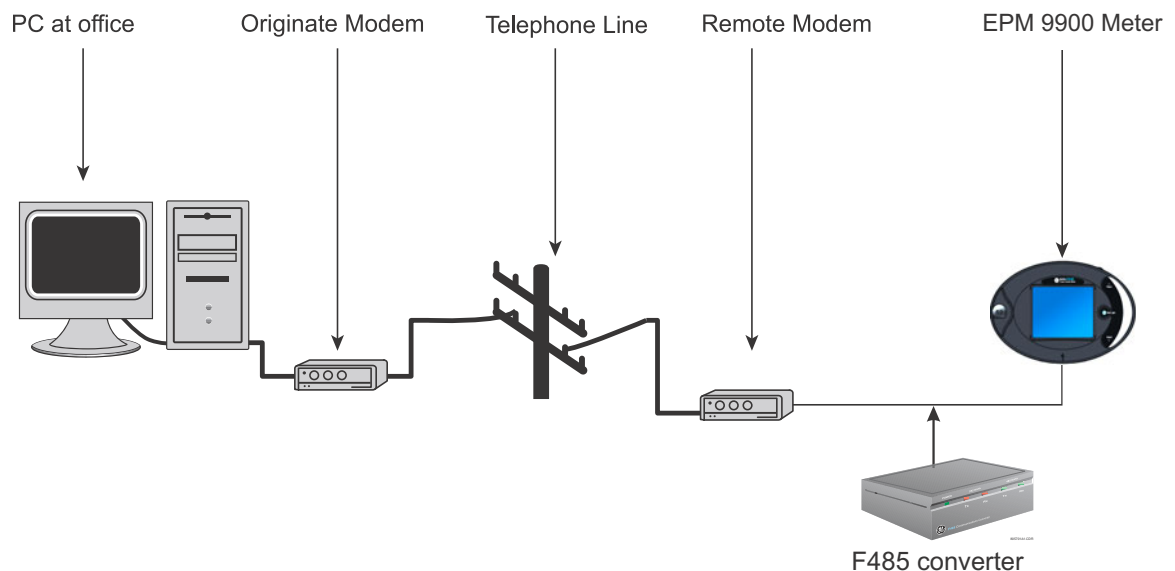 PC at office
Originate Modem
Telephone Line
Remote Modem
EPM 9900 Meter
F485 converter